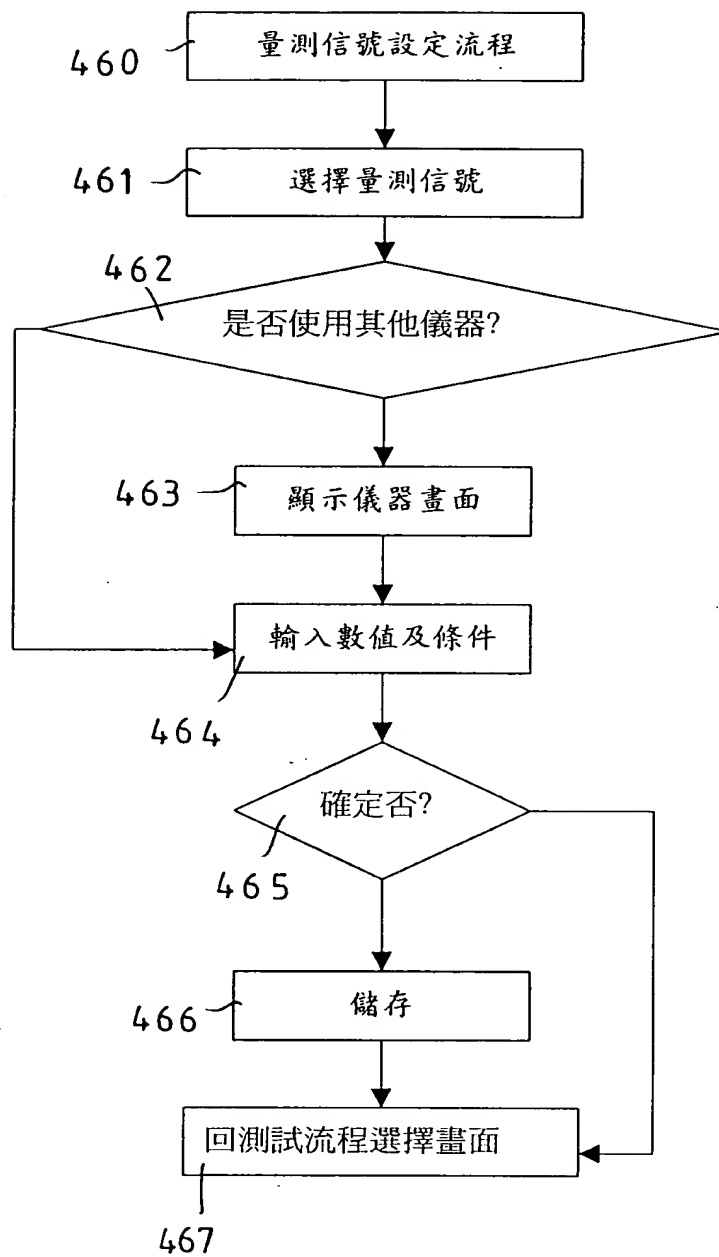 460
量測信號設定流程
461
選擇量測信號
462
是否使用其他儀器?
463
顯示儀器畫面
輸入數值及條件
464
確定否?
465
466
儲存
回測試流程選擇畫面
467